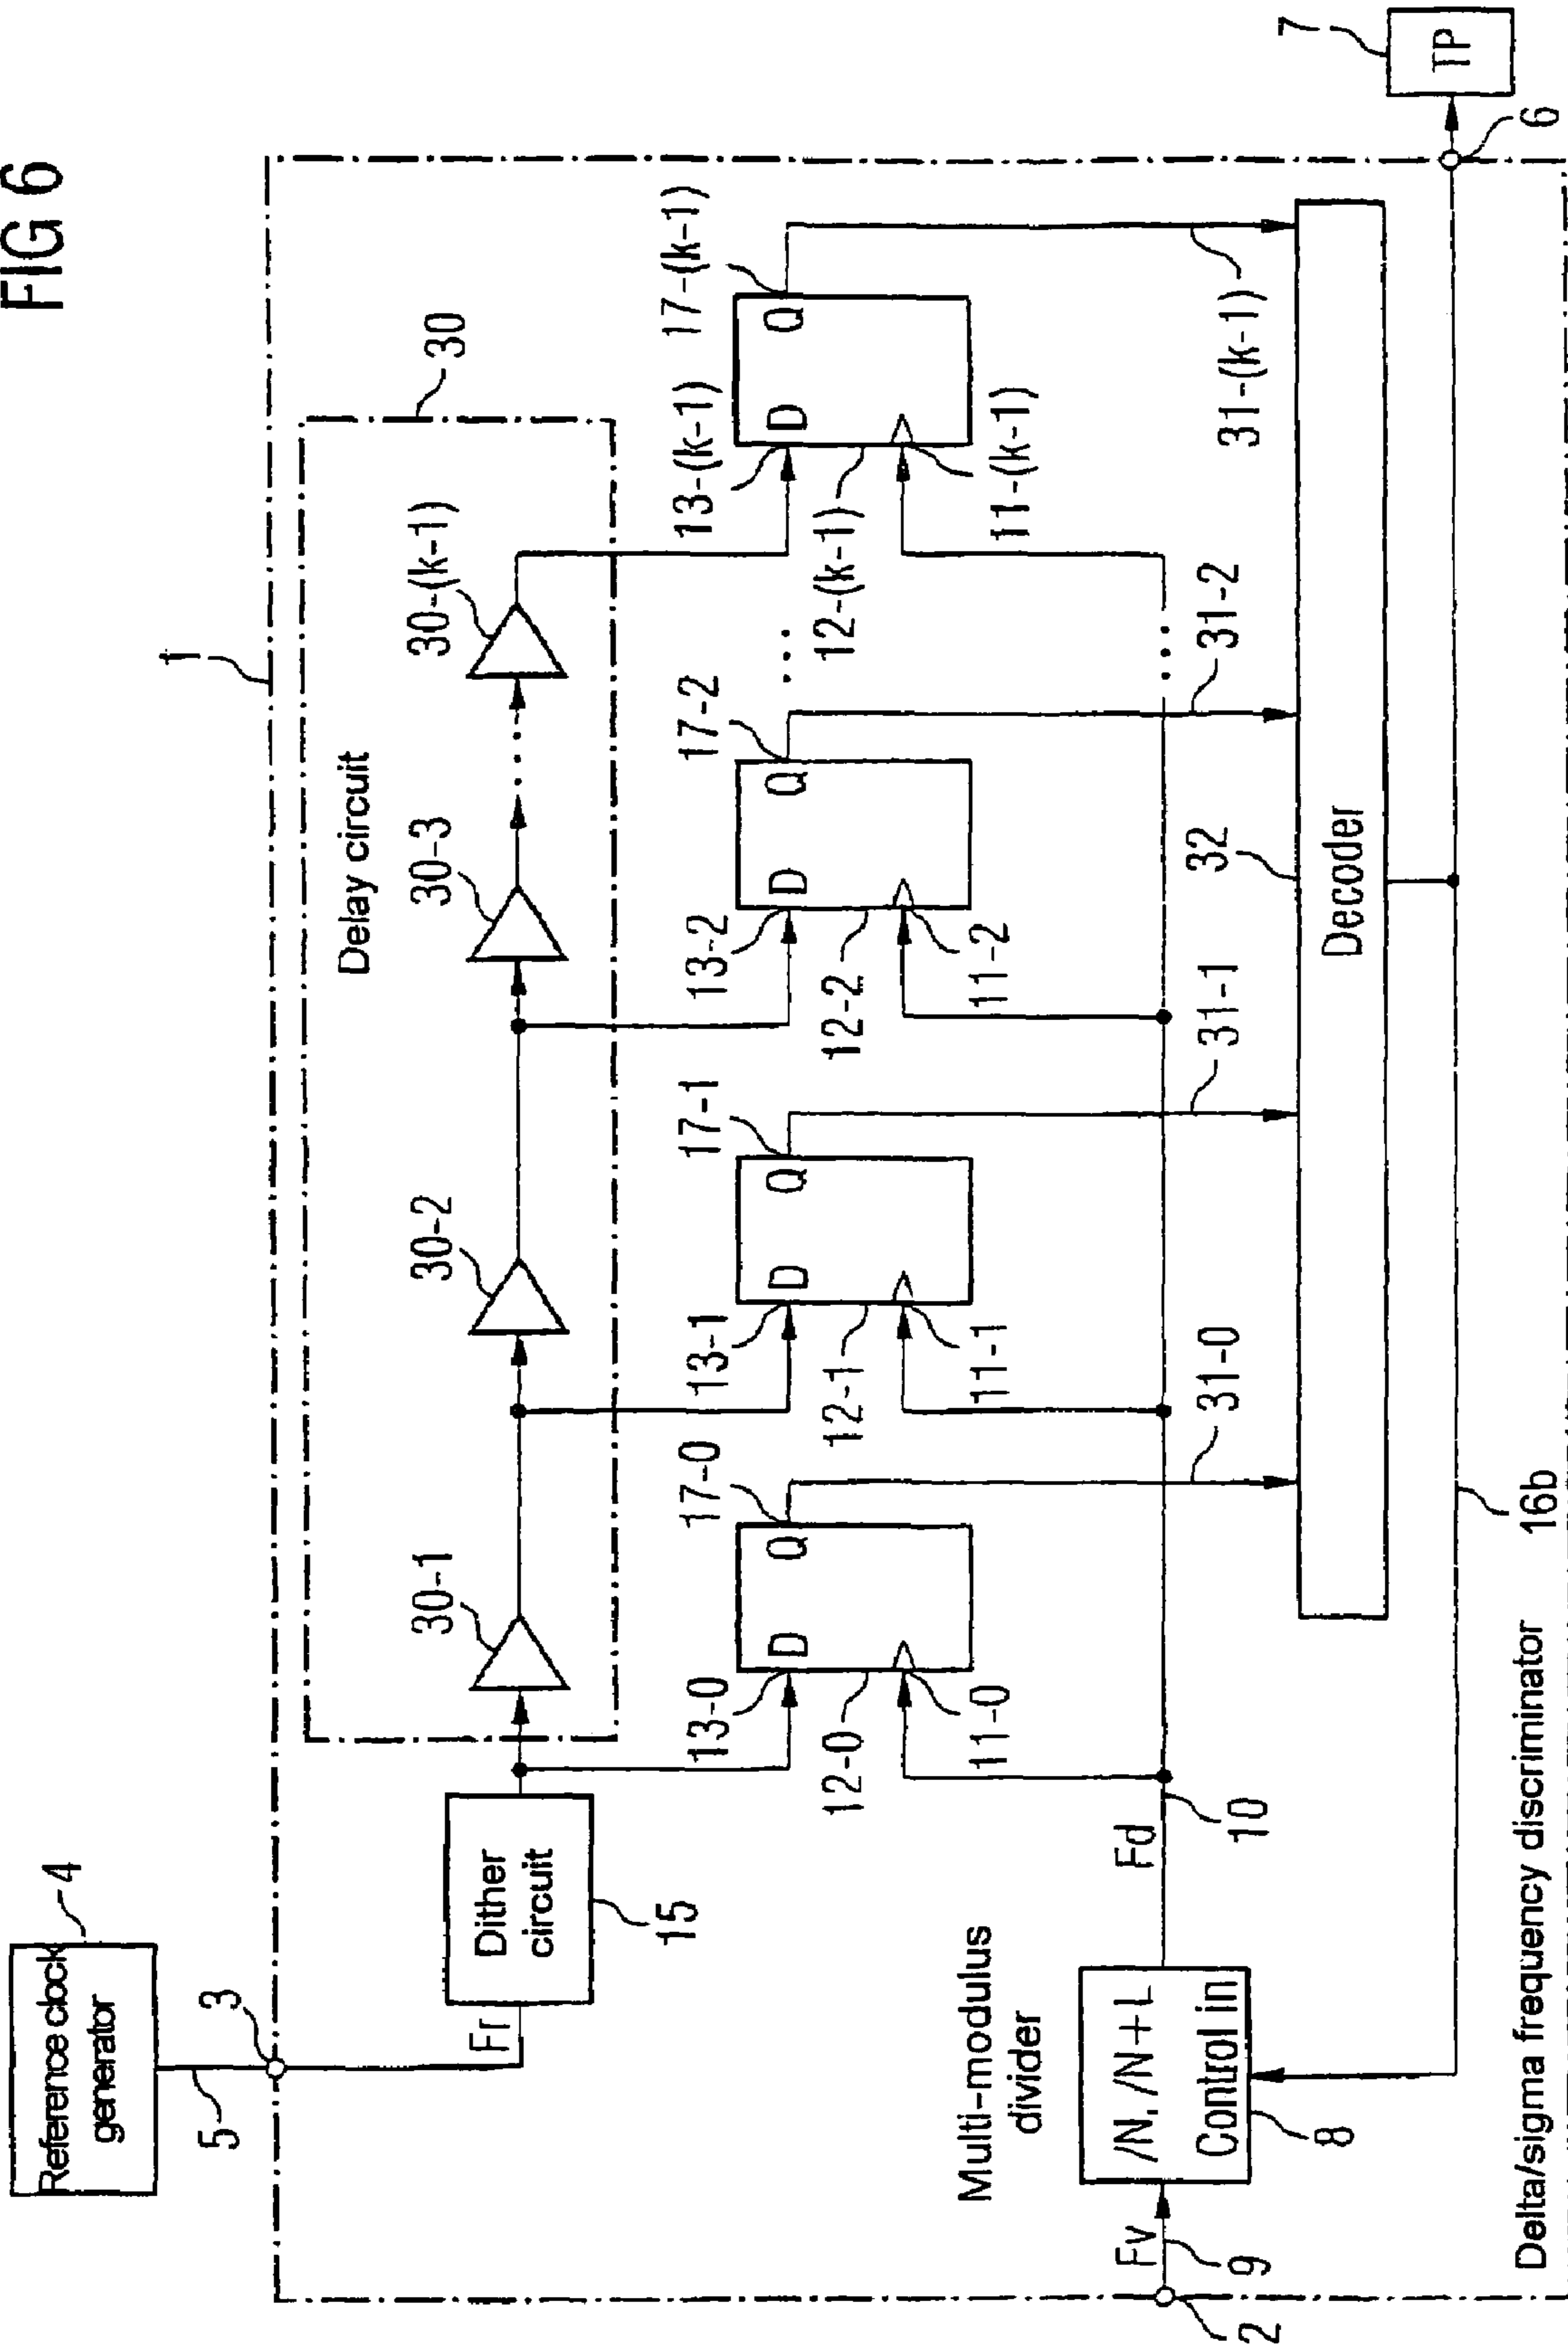 FIG 6
Reference clock
generator
4
5
3
1
Fr
Dither
circuit
15
Delay circuit
30
30-1
30-2
30-3
30-(k-1)
13-0
17-0
13-1
17-1
13-2
17-2
13-(k-1)
17-(k-1)
D
Q
D
Q
D
Q
D
Q
12-0
11-0
12-1
11-1
12-2
11-2
...
12-(k-1)
11-(k-1)
Multi-modulus
divider
2
Fv
9
/N, /N+L
Control in
8
Fd
10
...
31-0
31-1
31-2
31-(k-1)
32
Decoder
7
TP
6
Delta/sigma frequency discriminator
16b